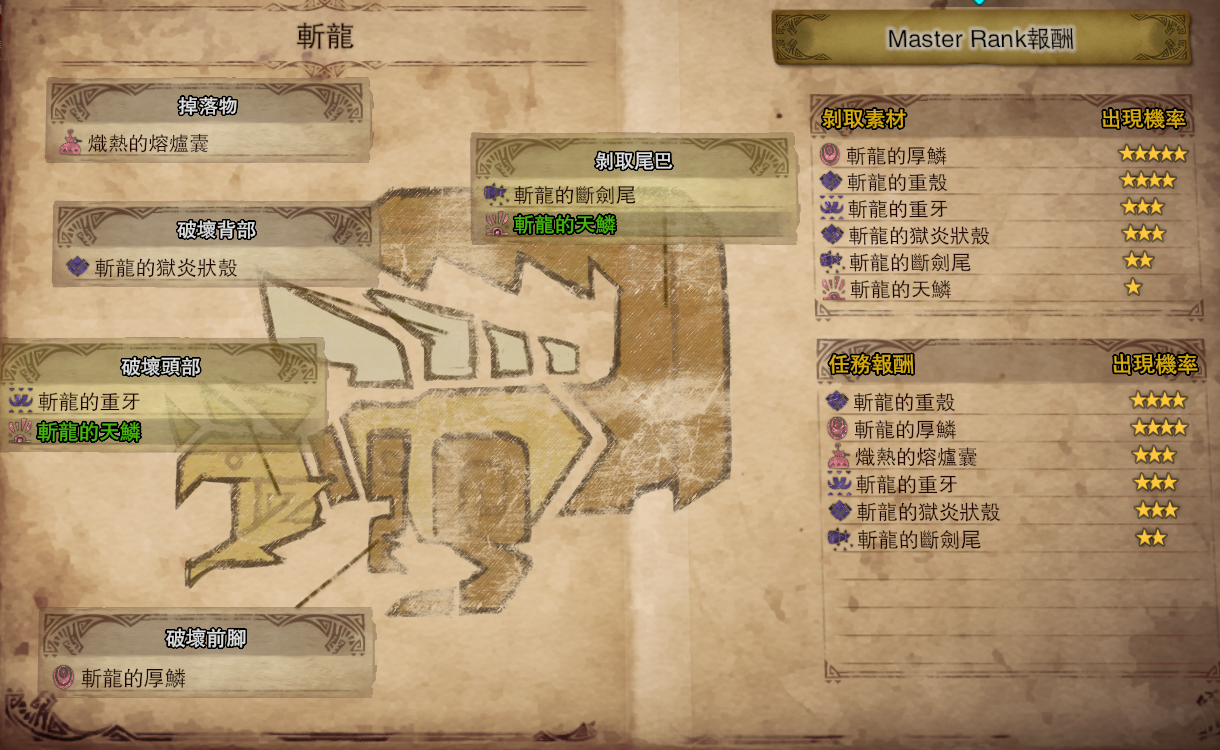 斬龍
掉落物
熾熱的熔爐囊
破壞背部
斬龍的獄炎狀殼
剝取尾巴
斬龍的斷劍尾
斬龍的天鱗
破壞頭部
斬龍的重牙
斬龍的天鱗
破壞前腳
斬龍的厚鱗
Master Rank報酬
剝取素材 出現機率
斬龍的厚鱗 ★★★★★
斬龍的重殼 ★★★★
斬龍的重牙 ★★★
斬龍的獄炎狀殼 ★★★
斬龍的斷劍尾 ★★
斬龍的天鱗 ★
任務報酬 出現機率
斬龍的重殼 ★★★★
斬龍的厚鱗 ★★★★
熾熱的熔爐囊 ★★★
斬龍的重牙 ★★★
斬龍的獄炎狀殼 ★★★
斬龍的斷劍尾 ★★